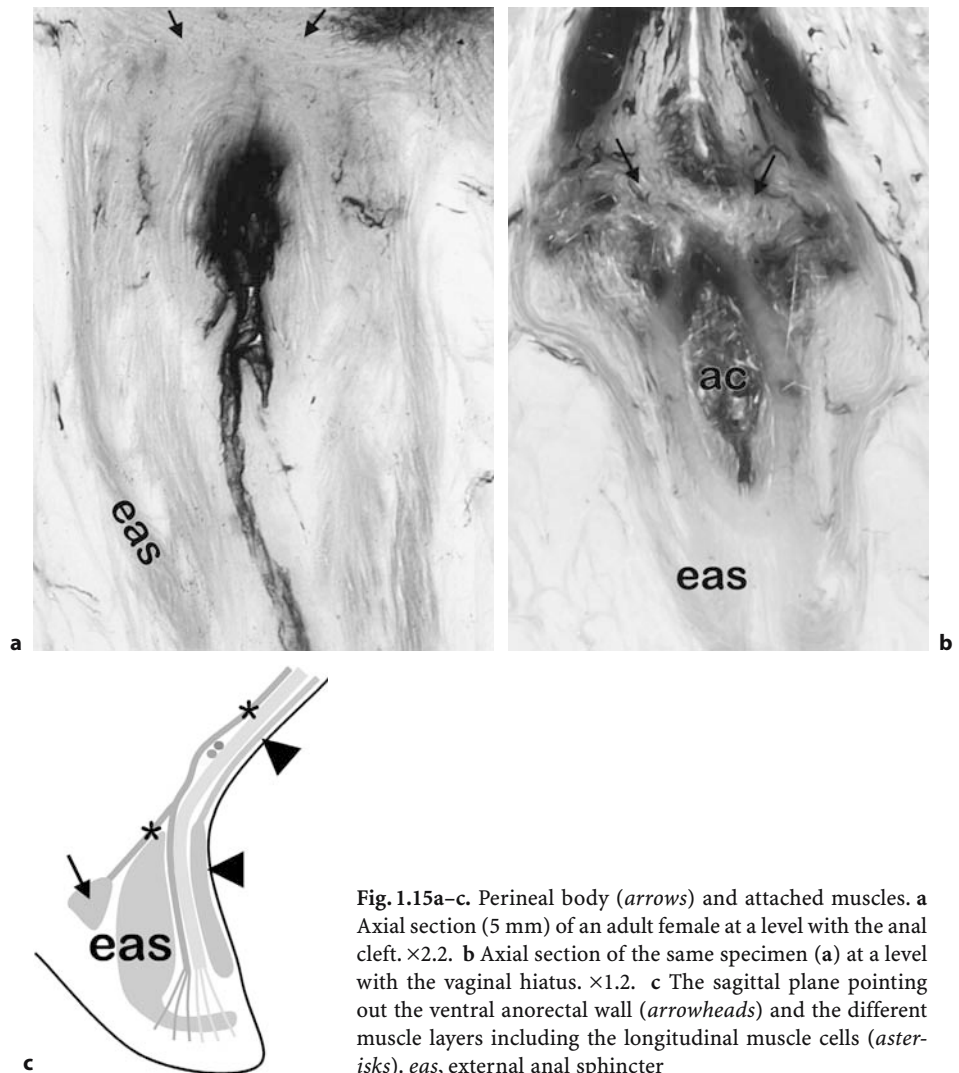 eas
a
ac
eas
b
eas
c
Fig. 1.15a–c. Perineal body (arrows) and attached muscles. a
Axial section (5 mm) of an adult female at a level with the anal
cleft. ×2.2. b Axial section of the same specimen (a) at a level
with the vaginal hiatus. ×1.2. c The sagittal plane pointing
out the ventral anorectal wall (arrowheads) and the different
muscle layers including the longitudinal muscle cells (aster-
isks). eas, external anal sphincter